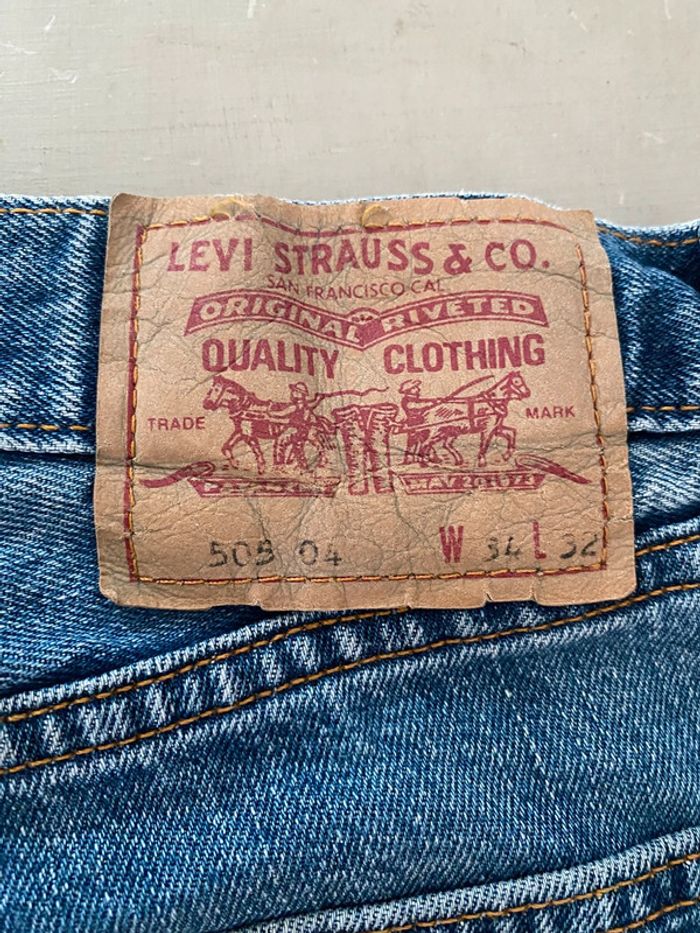 LEVI STRAUSS & CO.
SAN FRANCISCO CAL
ORIGINAL RIVETED
QUALITY CLOTHING
TRADE MARK
505 04 W 34 L 32